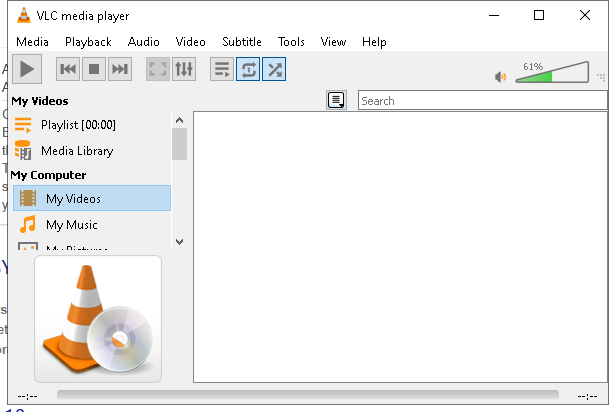 VLC media player
Media Playback Audio Video Subtitle Tools View Help
61%
My Videos
Search
Playlist [00:00]
Media Library
My Computer
My Videos
My Music
My Pictures
--:-- --:--